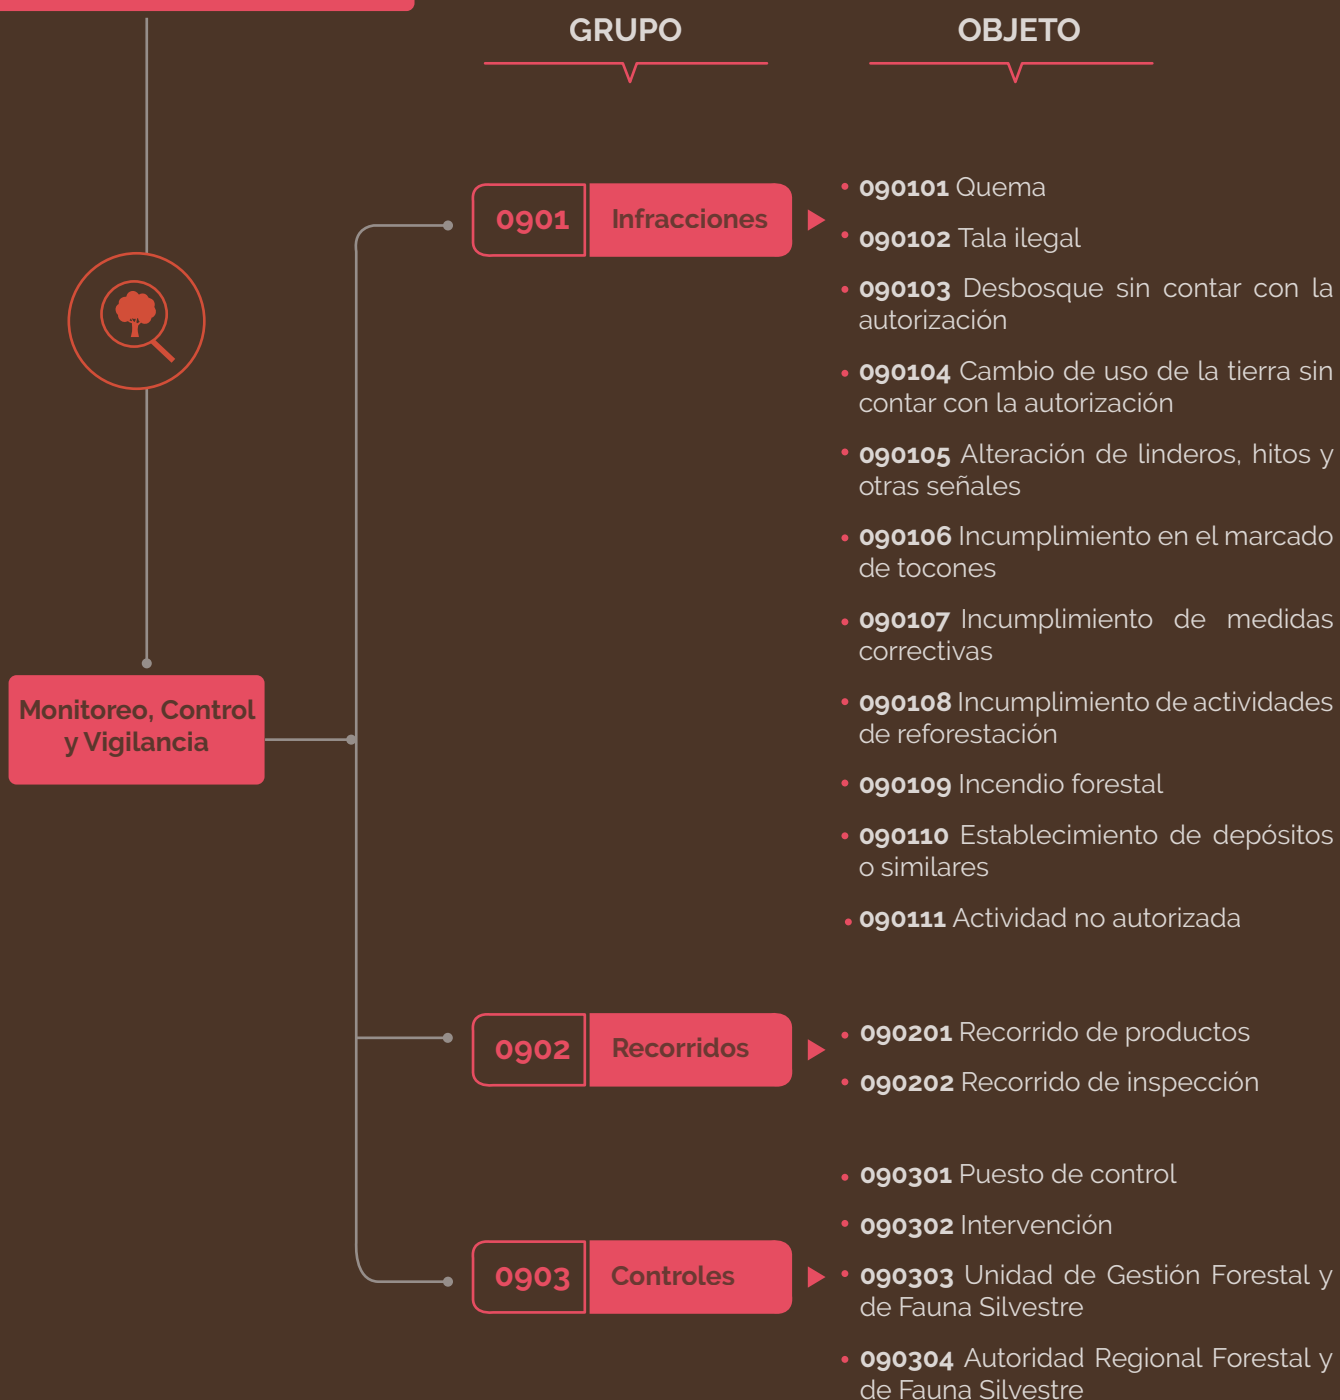 GRUPO
OBJETO
Monitoreo, Control
y Vigilancia
0901
Infracciones
090101 Quema
090102 Tala ilegal
090103 Desbosque sin contar con la
autorización
090104 Cambio de uso de la tierra sin
contar con la autorización
090105 Alteración de linderos, hitos y
otras señales
090106 Incumplimiento en el marcado
de tocones
090107 Incumplimiento de medidas
correctivas
090108 Incumplimiento de actividades
de reforestación
090109 Incendio forestal
090110 Establecimiento de depósitos
o similares
090111 Actividad no autorizada
0902
Recorridos
090201 Recorrido de productos
090202 Recorrido de inspección
0903
Controles
090301 Puesto de control
090302 Intervención
090303 Unidad de Gestión Forestal y
de Fauna Silvestre
090304 Autoridad Regional Forestal y
de Fauna Silvestre